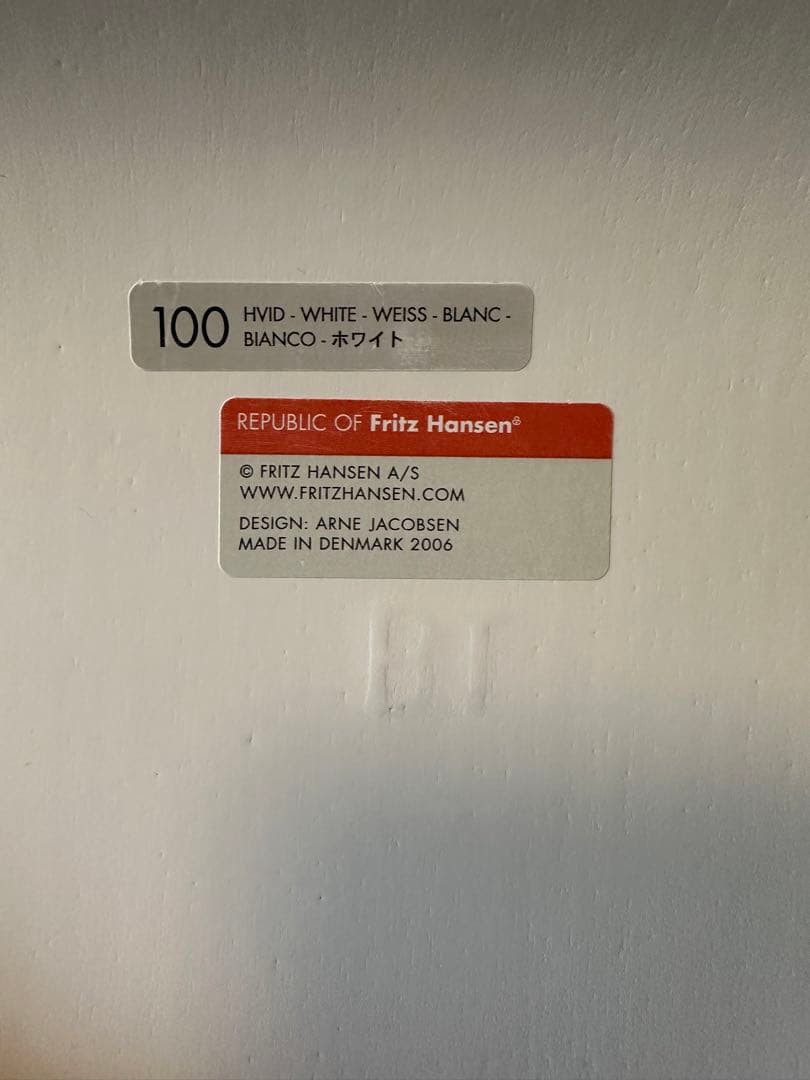 100 HVID - WHITE - WEISS - BLANC -
BIANCO - ホワイト
REPUBLIC OF Fritz Hansen®
© FRITZ HANSEN A/S
WWW.FRITZHANSEN.COM
DESIGN: ARNE JACOBSEN
MADE IN DENMARK 2006